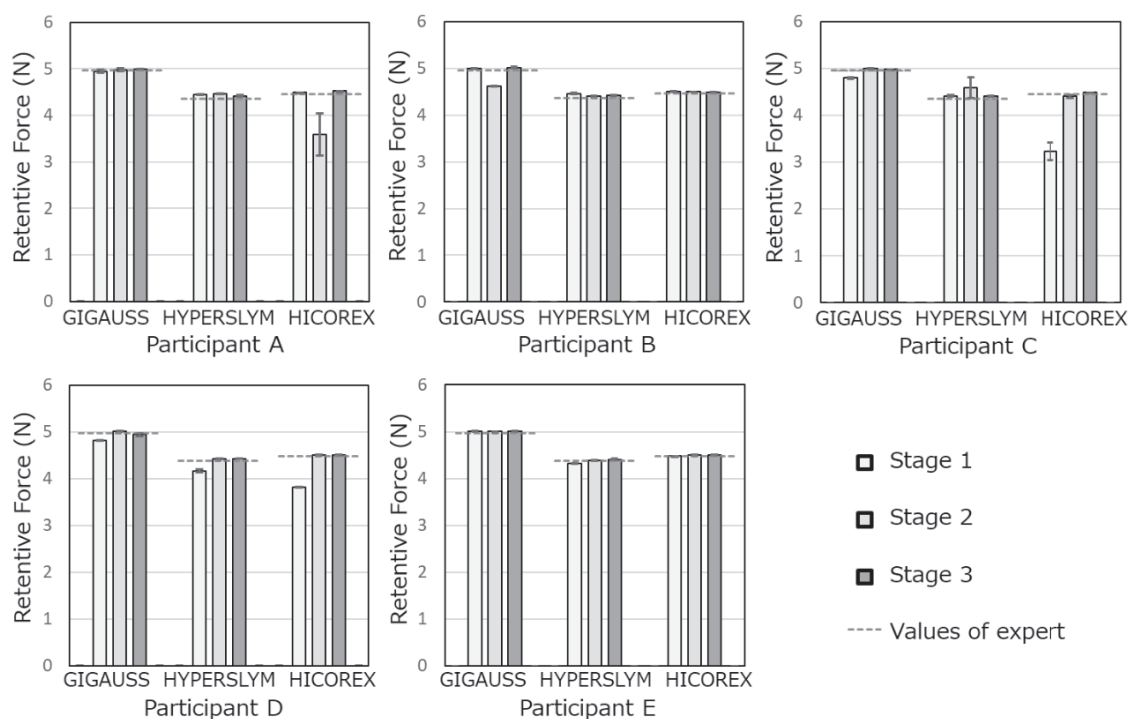 6
5
4
3
2
1
0
Retentive Force (N)
GIGAUSS HYPERSLYM HICOREX
Participant A
6
5
4
3
2
1
0
Retentive Force (N)
GIGAUSS HYPERSLYM HICOREX
Participant B
6
5
4
3
2
1
0
Retentive Force (N)
GIGAUSS HYPERSLYM HICOREX
Participant C
6
5
4
3
2
1
0
Retentive Force (N)
GIGAUSS HYPERSLYM HICOREX
Participant D
6
5
4
3
2
1
0
Retentive Force (N)
GIGAUSS HYPERSLYM HICOREX
Participant E
Stage 1
Stage 2
Stage 3
Values of expert